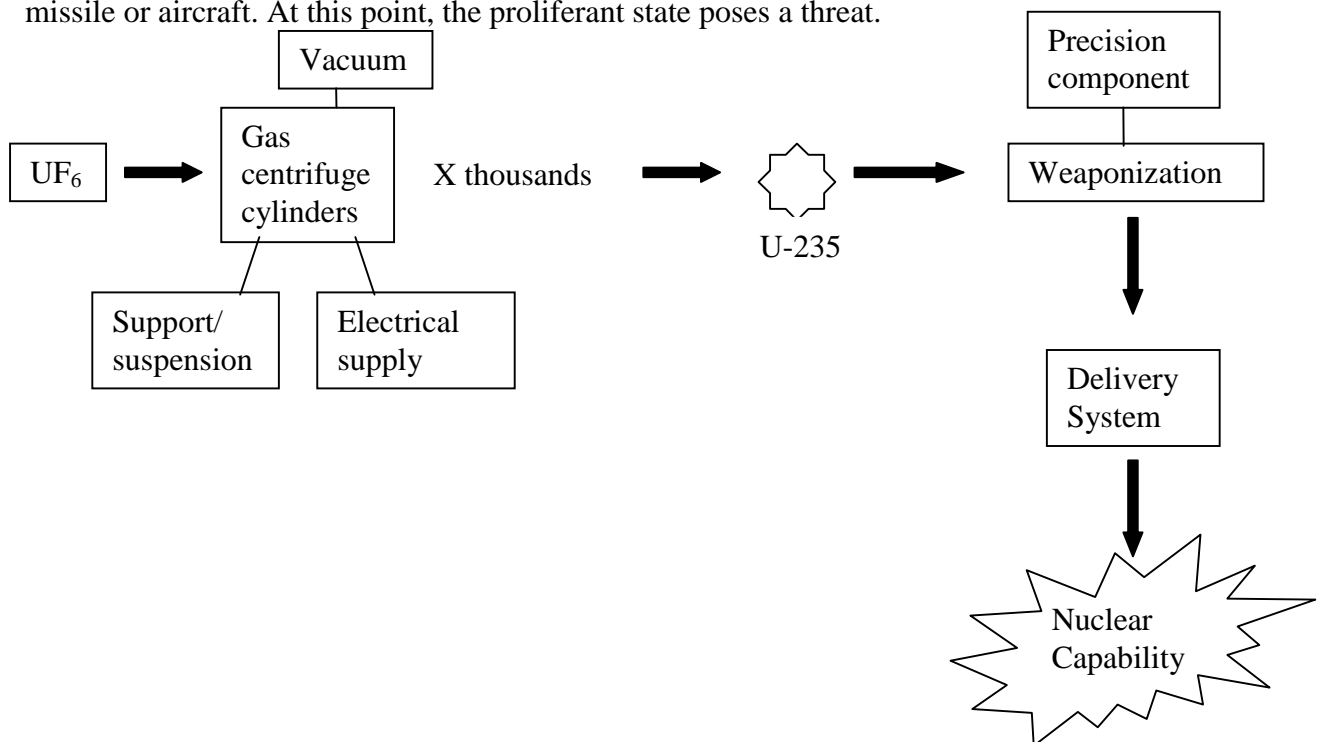 missile or aircraft. At this point, the proliferant state poses a threat.
Vacuum
Precision
component
UF₆
Gas
centrifuge
cylinders
X thousands
U-235
Weaponization
Support/
suspension
Electrical
supply
Delivery
System
Nuclear
Capability